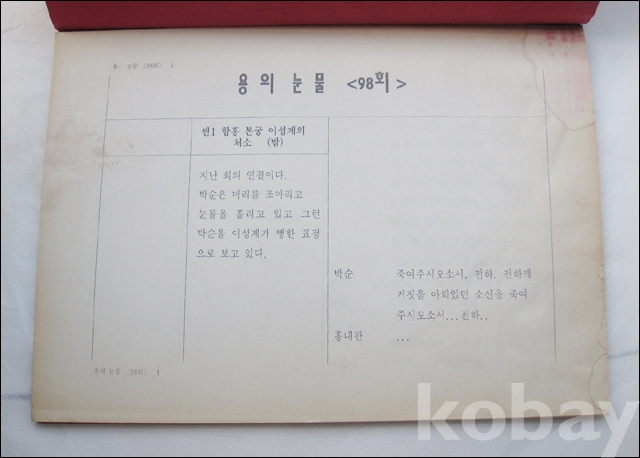 용의 눈물 <98회> 1
용의 눈물 <98회>
씬1 함흥 본궁 이성계의
처소 (밤)
지난 회의 연결이다.
박순은 머리를 조아리고
눈물을 흘리고 있고 그런
박순을 이성계가 뻥한 표정
으로 보고 있다.
박순 죽여주시오소서, 전하. 전하께
거짓을 아뢰었던 소신을 죽여
주시오소서...전하..
홍내관 ...
용의 눈물 <98회> 1
kobay